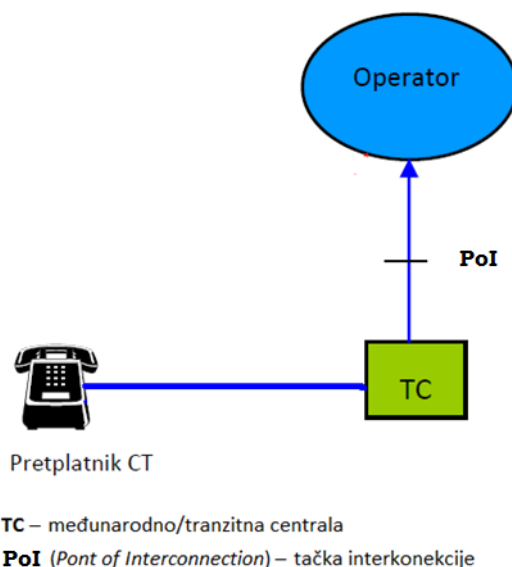 Operator
PoI
TC
Pretplatnik CT
TC – međunarodno/tranzitna centrala
PoI (Pont of Interconnection) – tačka interkonekcije